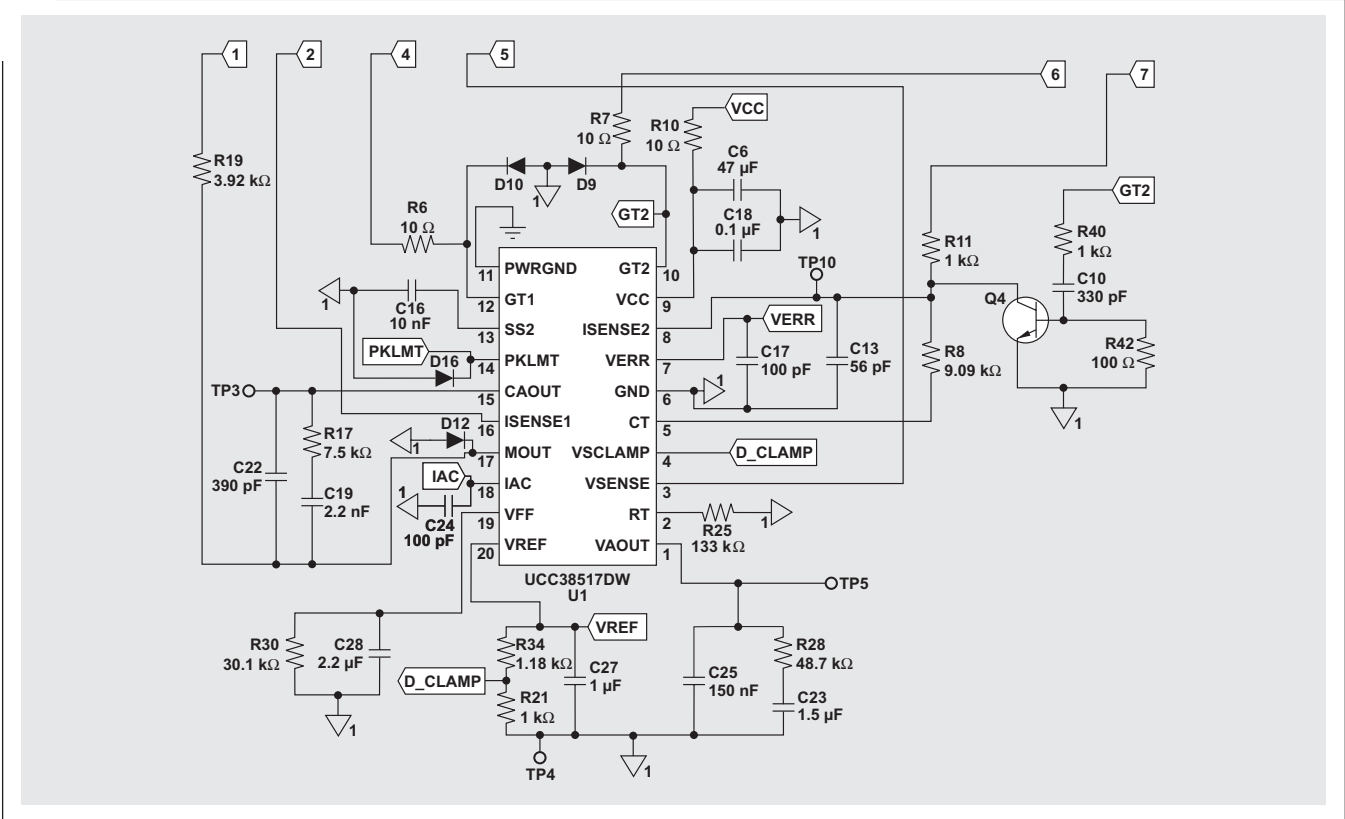 1
2
4
5
6
7
VCC
R7
10 Ω
R10
10 Ω
R19
3.92 kΩ
C6
47 µF
D10
D9
1
GT2
GT2
C18
0.1 µF
1
R6
10 Ω
R11
1 kΩ
R40
1 kΩ
TP10
C10
330 pF
Q4
11
PWRGND
GT2
10
12
GT1
VCC
9
13
SS2
ISENSE2
8
14
PKLMT
VERR
7
15
CAOUT
GND
6
16
ISENSE1
CT
5
17
MOUT
VSCLAMP
4
18
IAC
VSENSE
3
19
VFF
RT
2
20
VREF
VAOUT
1
UCC38517DW
U1
1
C16
10 nF
PKLMT
D16
VERR
C17
100 pF
C13
56 pF
R8
9.09 kΩ
R42
100 Ω
1
1
TP3
D12
1
R17
7.5 kΩ
C22
390 pF
C19
2.2 nF
IAC
1
C24
100 pF
D_CLAMP
R25
133 kΩ
1
TP5
R30
30.1 kΩ
C28
2.2 µF
1
VREF
R34
1.18 kΩ
C27
1 µF
D_CLAMP
R21
1 kΩ
TP4
1
C25
150 nF
R28
48.7 kΩ
C23
1.5 µF